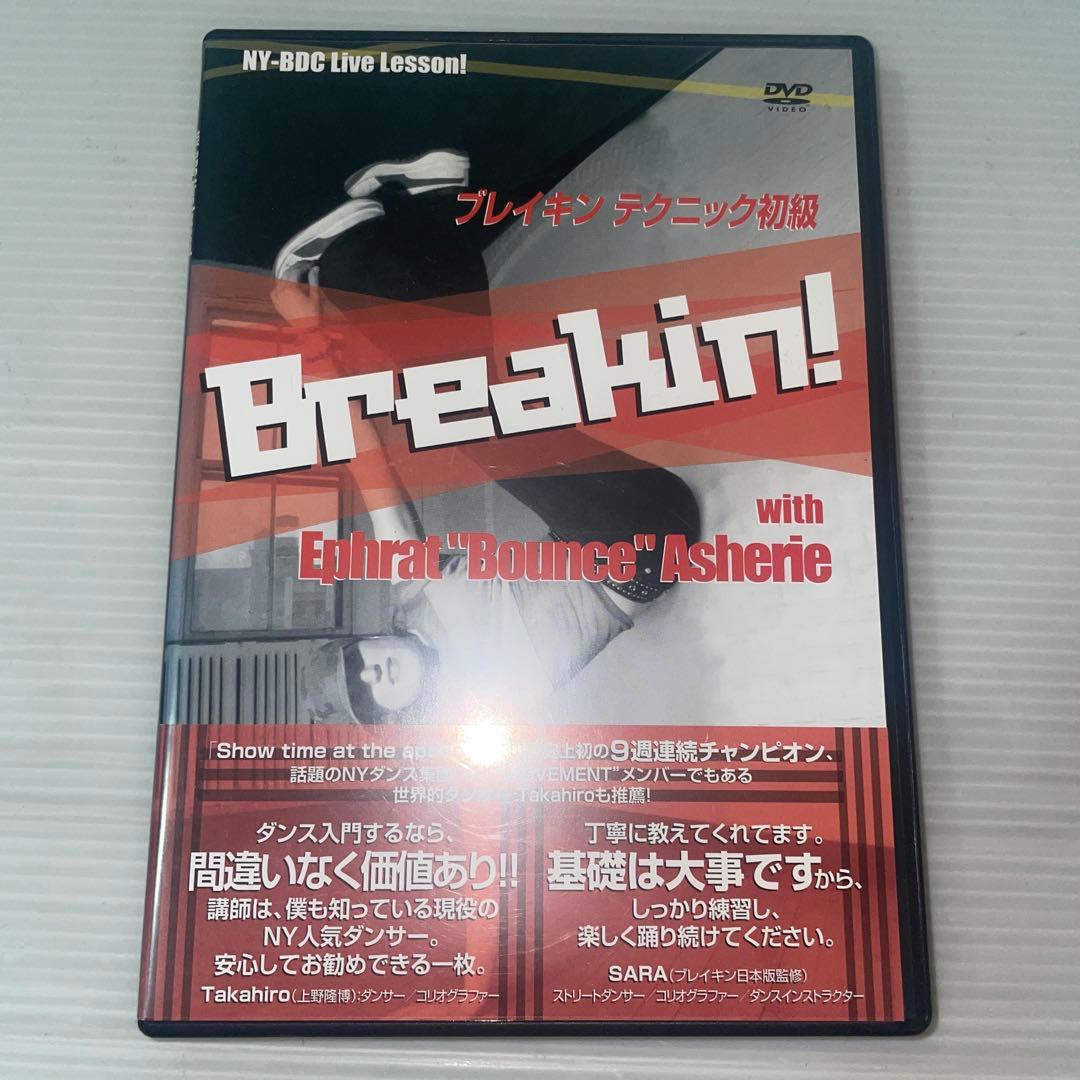 NY-BDC Live Lesson!
DVD
VIDEO
ブレイキン テクニック初級
Breakin!
with
Ephrat "Bounce" Asherie
「Show time at the 上初の9週連続チャンピオン、
話題のNYダンス集 VEMENT”メンバーでもある
世界的ダ Takahiroも推薦!
ダンス入門するなら、
間違いなく価値あり!!
講師は、僕も知っている現役の
NY人気ダンサー。
安心してお勧めできる一枚。
Takahiro(上野隆博):ダンサー/コリオグラファー
丁寧に教えてくれてます。
基礎は大事ですから、
しっかり練習し、
楽しく踊り続けてください。
SARA(ブレイキン日本版監修)
ストリートダンサー/コリオグラファー/ダンスインストラクター